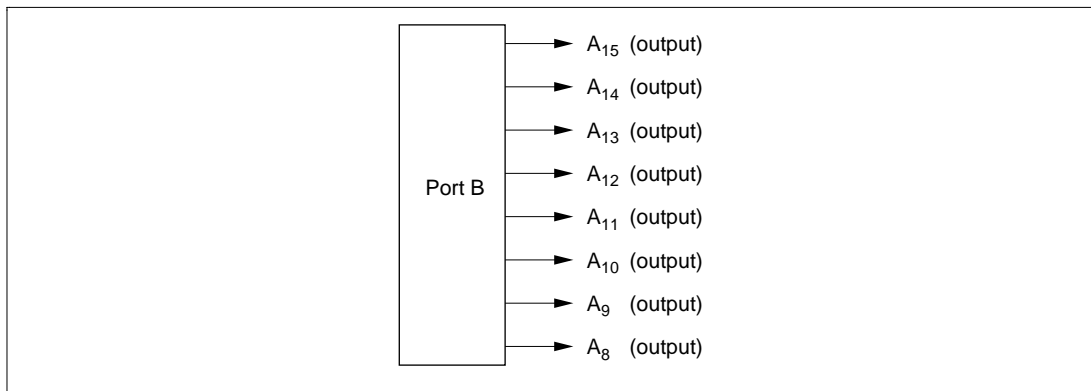 Port B
A15 (output)
A14 (output)
A13 (output)
A12 (output)
A11 (output)
A10 (output)
A9 (output)
A8 (output)